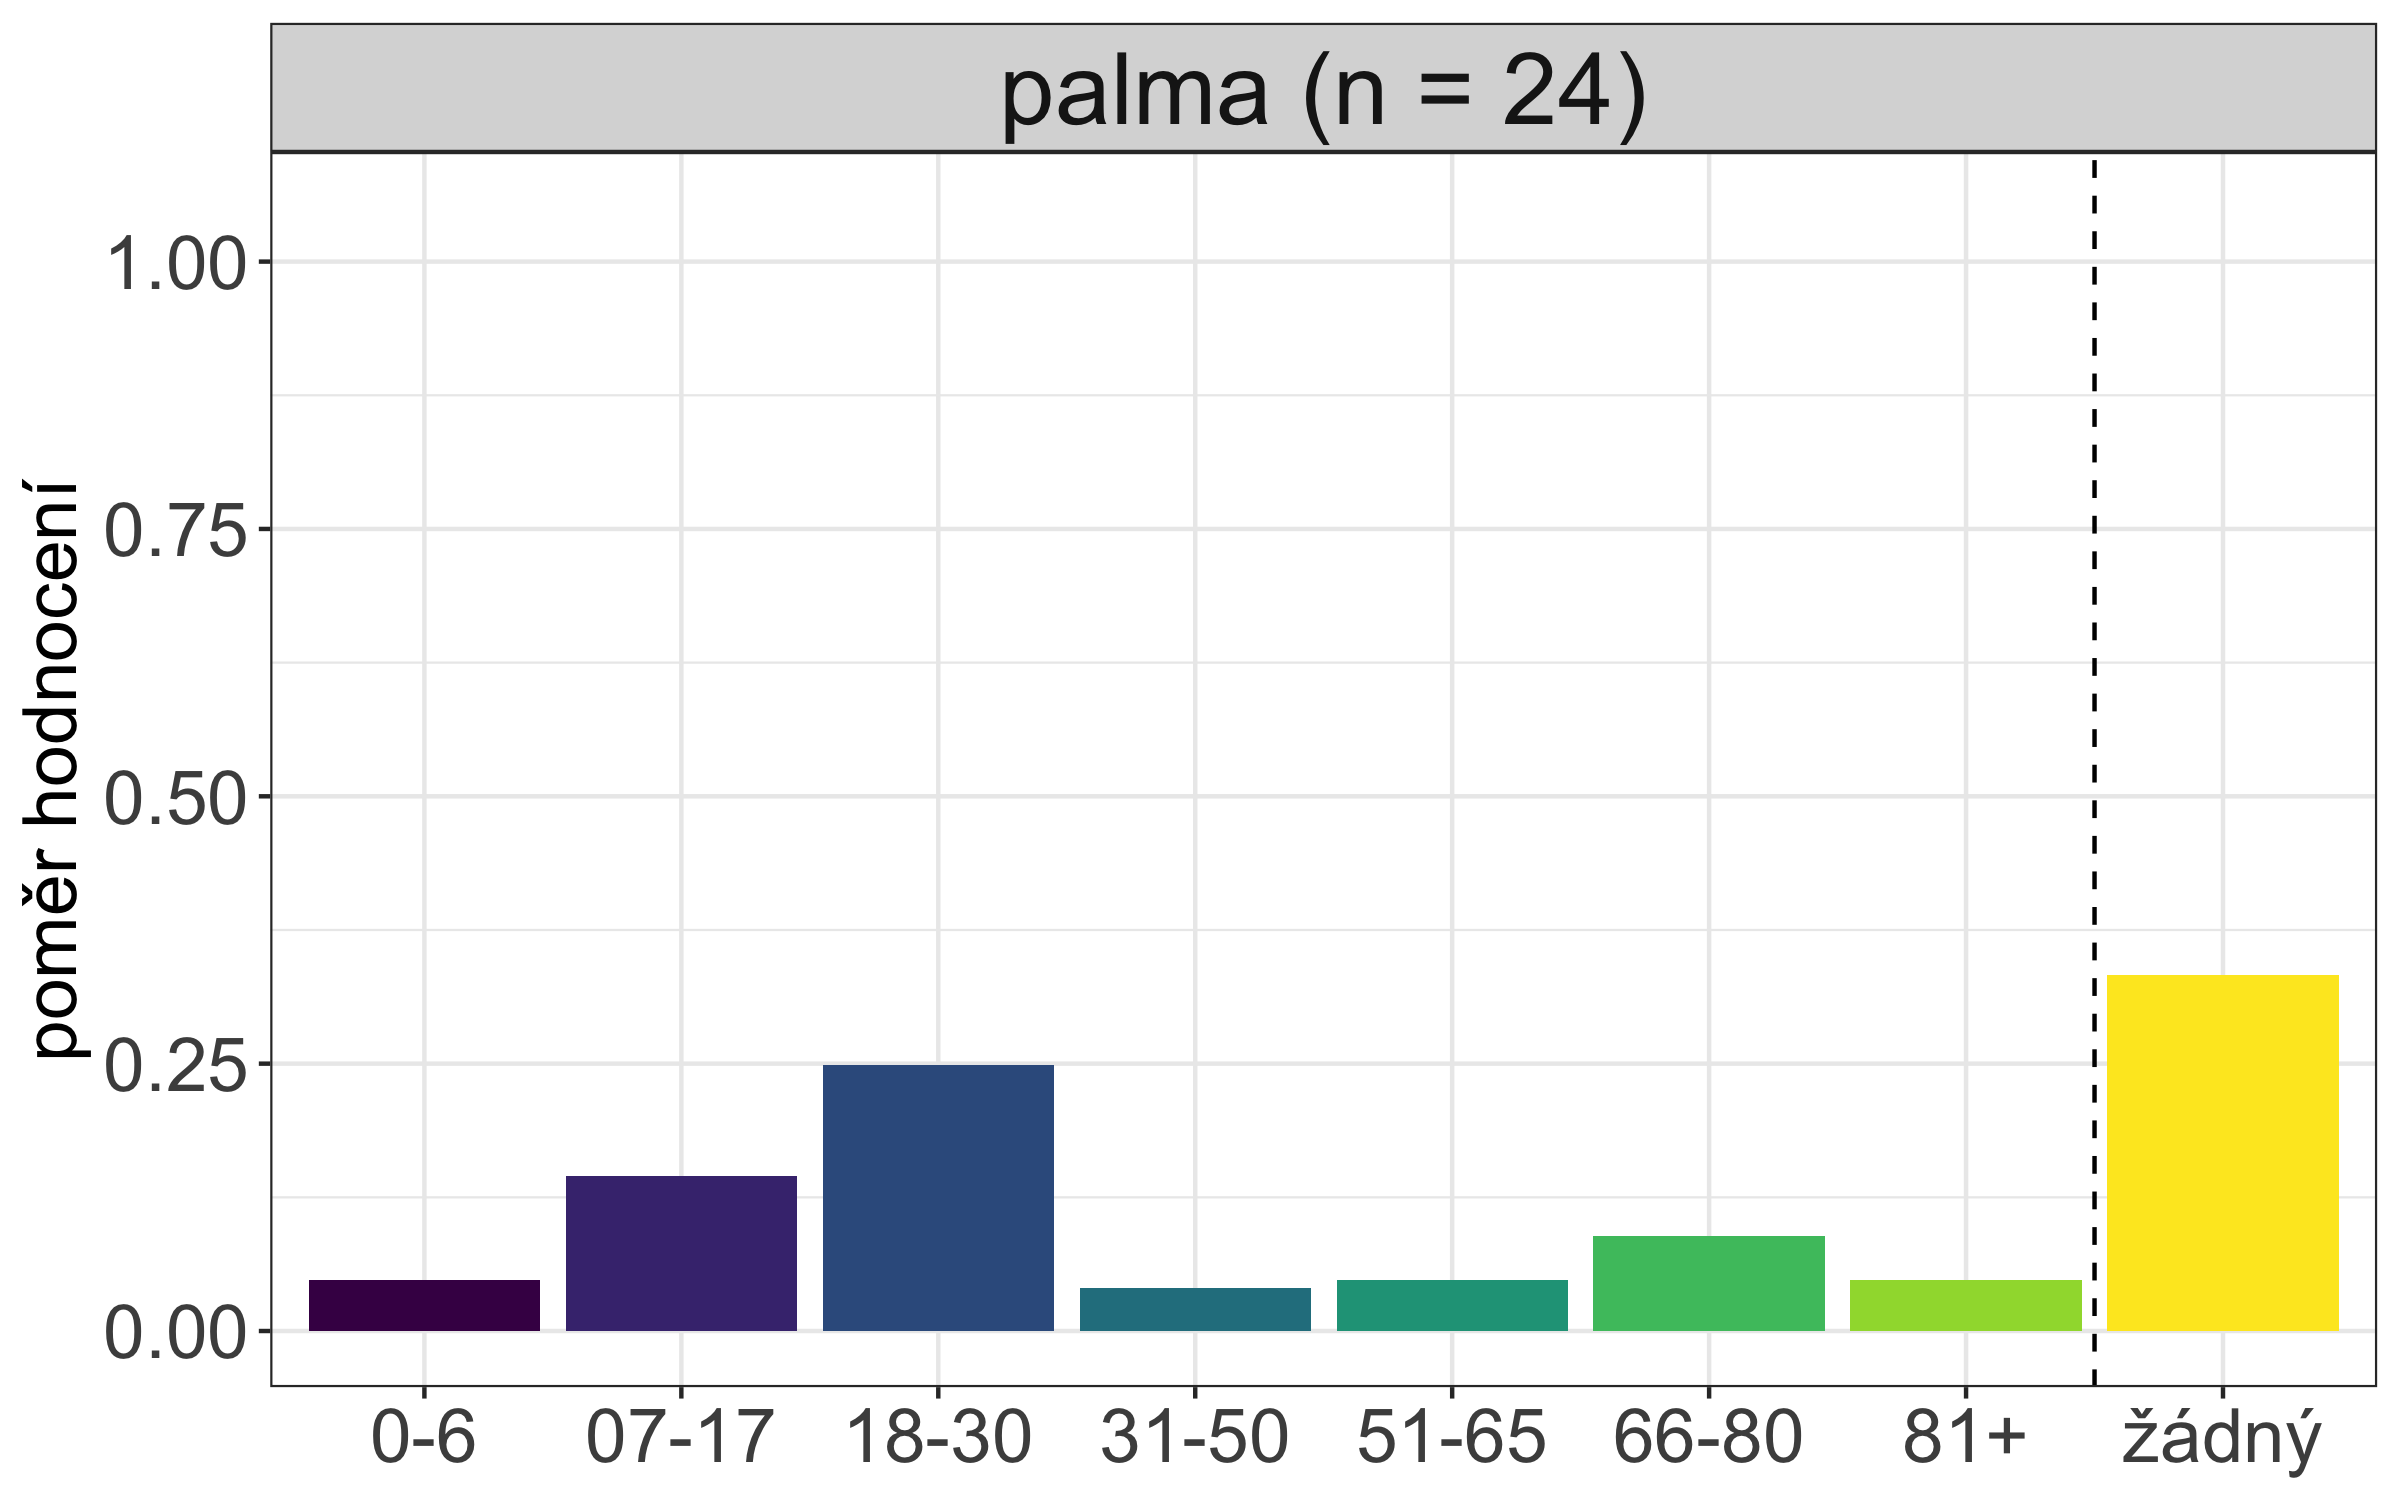 palma (n = 24)
poměr hodnocení
1.00
0.75
0.50
0.25
0.00
0-6 07-17 18-30 31-50 51-65 66-80 81+ žádný